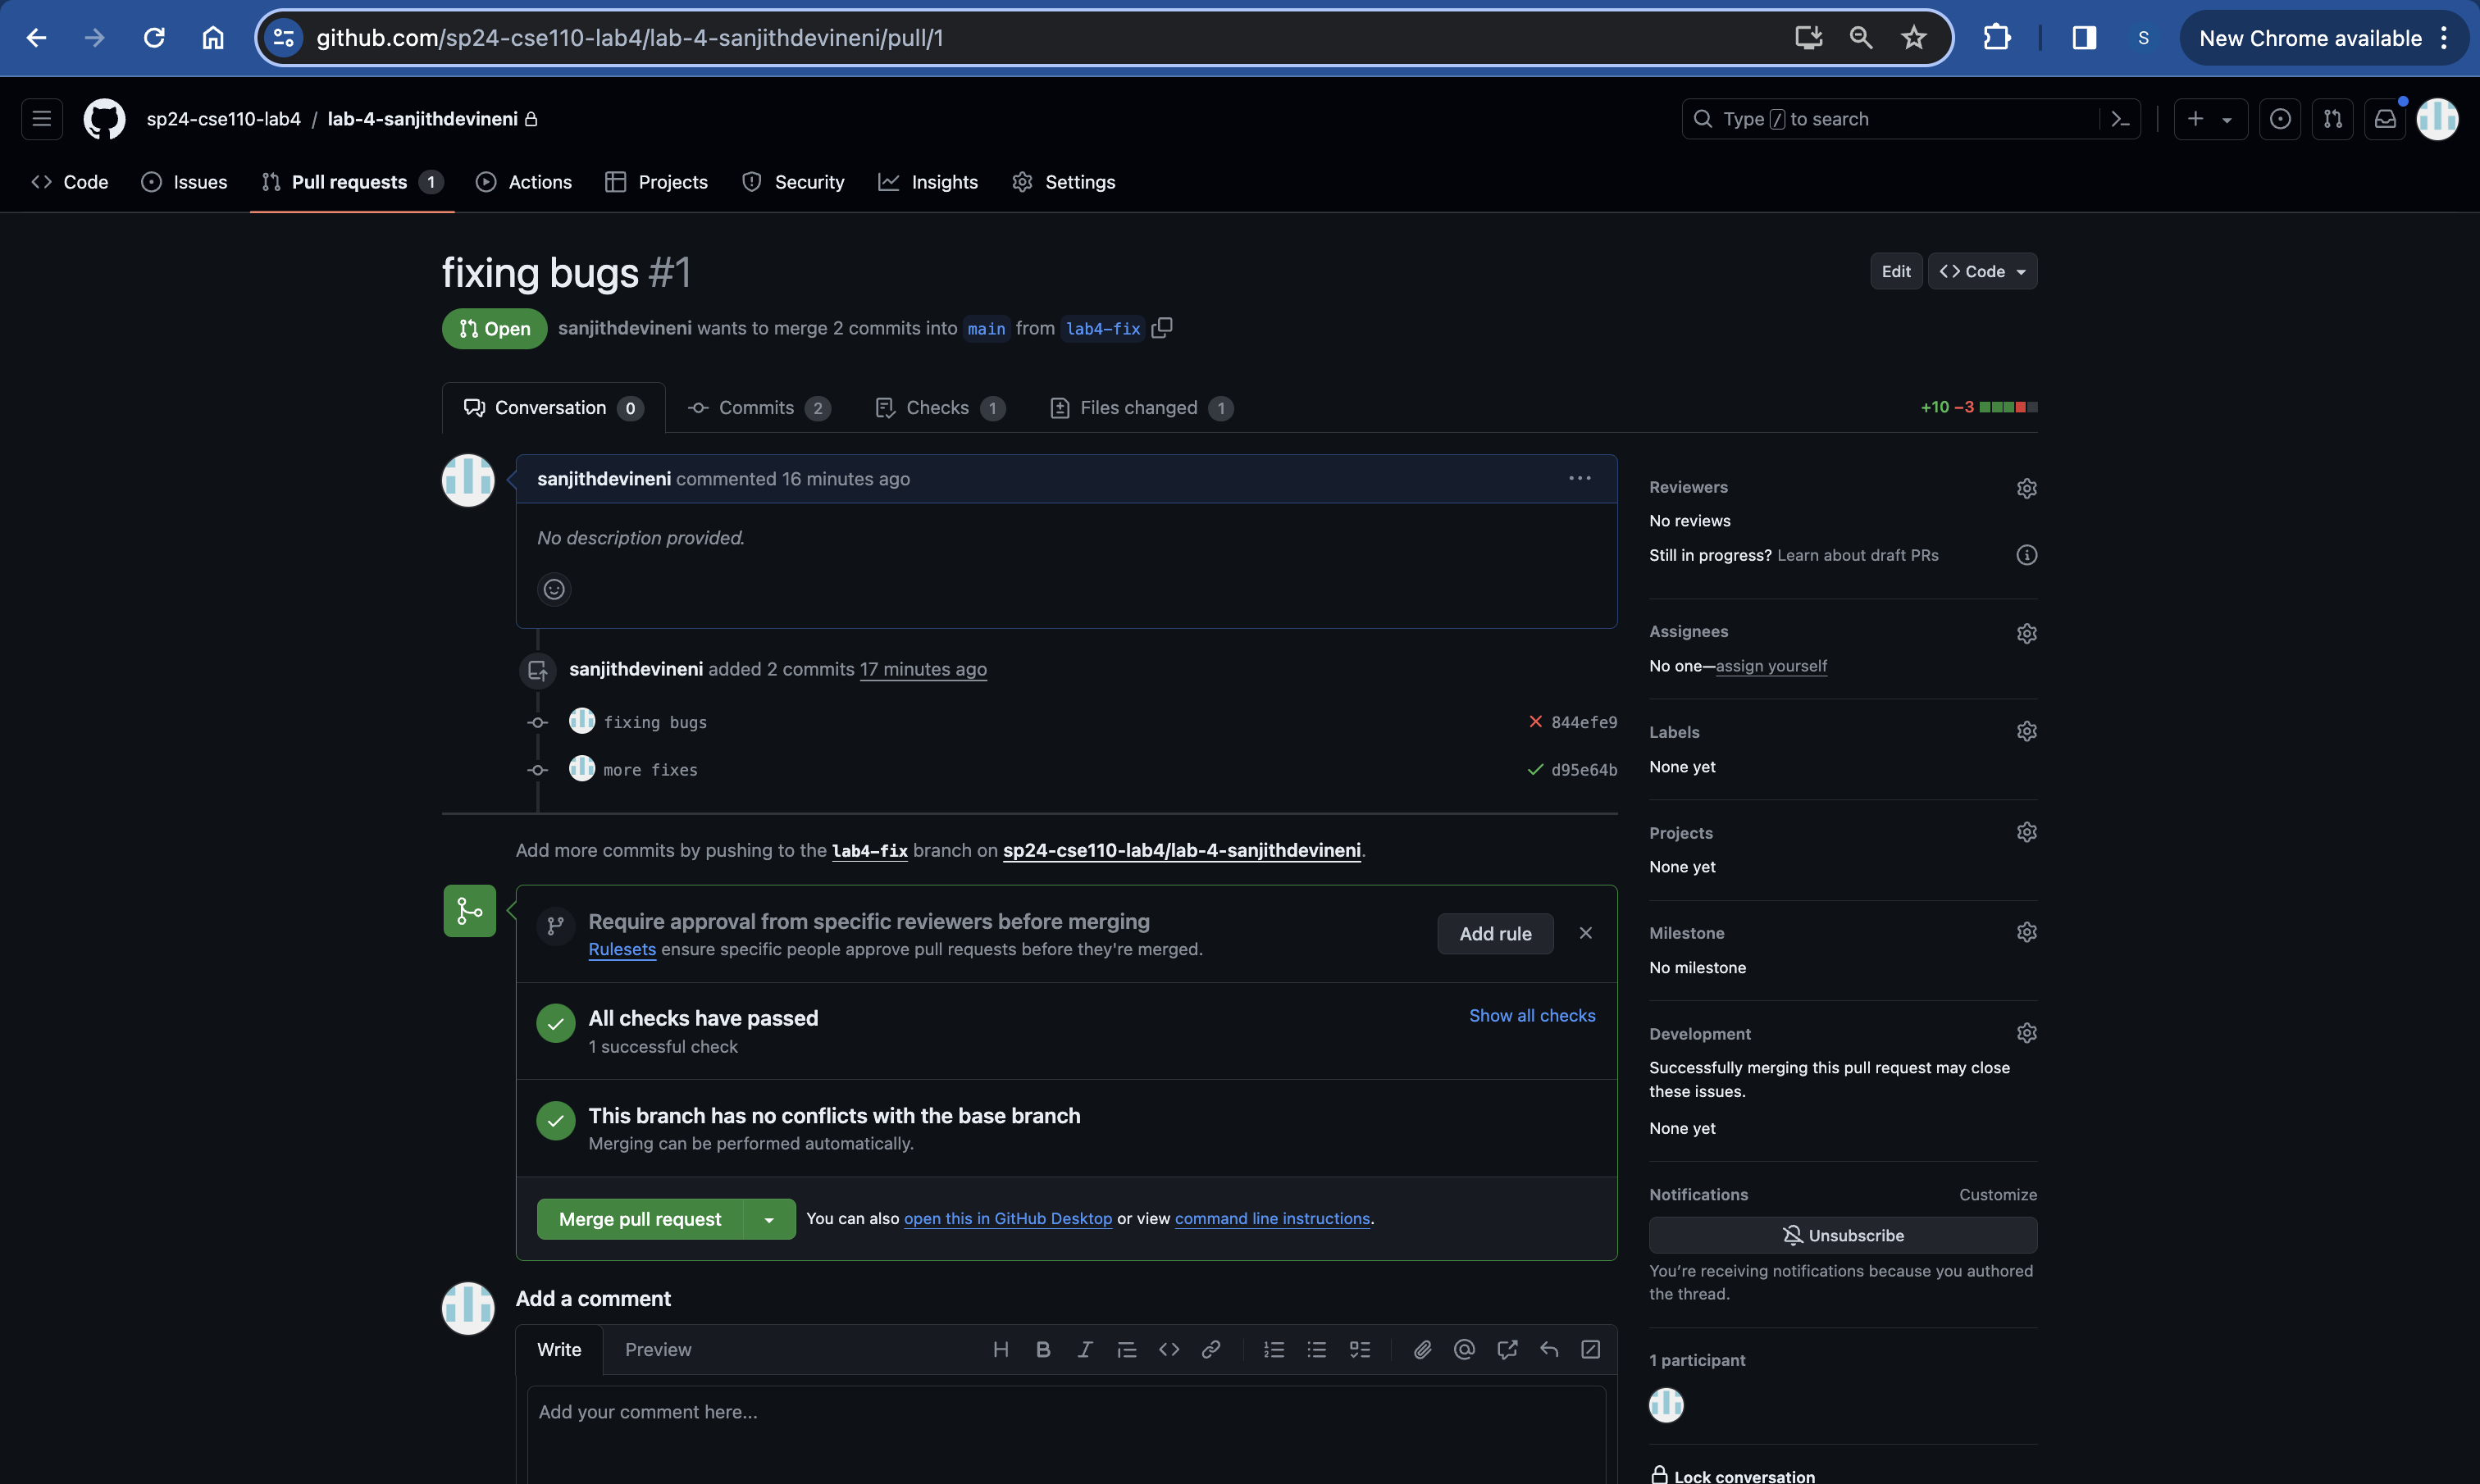 github.com/sp24-cse110-lab4/lab-4-sanjithdevineni/pull/1
S
New Chrome available
sp24-cse110-lab4 / lab-4-sanjithdevineni
Type / to search
Code
Issues
Pull requests 1
Actions
Projects
Security
Insights
Settings
fixing bugs #1
Edit
Code
Open
sanjithdevineni wants to merge 2 commits into main from lab4-fix
Conversation 0
Commits 2
Checks 1
Files changed 1
+10 −3
sanjithdevineni commented 16 minutes ago
No description provided.
sanjithdevineni added 2 commits 17 minutes ago
fixing bugs
844efe9
more fixes
d95e64b
Add more commits by pushing to the lab4-fix branch on sp24-cse110-lab4/lab-4-sanjithdevineni.
Require approval from specific reviewers before merging
Rulesets ensure specific people approve pull requests before they're merged.
Add rule
All checks have passed
1 successful check
Show all checks
This branch has no conflicts with the base branch
Merging can be performed automatically.
Merge pull request
You can also open this in GitHub Desktop or view command line instructions.
Add a comment
Write
Preview
Add your comment here...
Reviewers
No reviews
Still in progress? Learn about draft PRs
Assignees
No one—assign yourself
Labels
None yet
Projects
None yet
Milestone
No milestone
Development
Successfully merging this pull request may close
these issues.
None yet
Notifications
Customize
Unsubscribe
You’re receiving notifications because you authored
the thread.
1 participant
Lock conversation